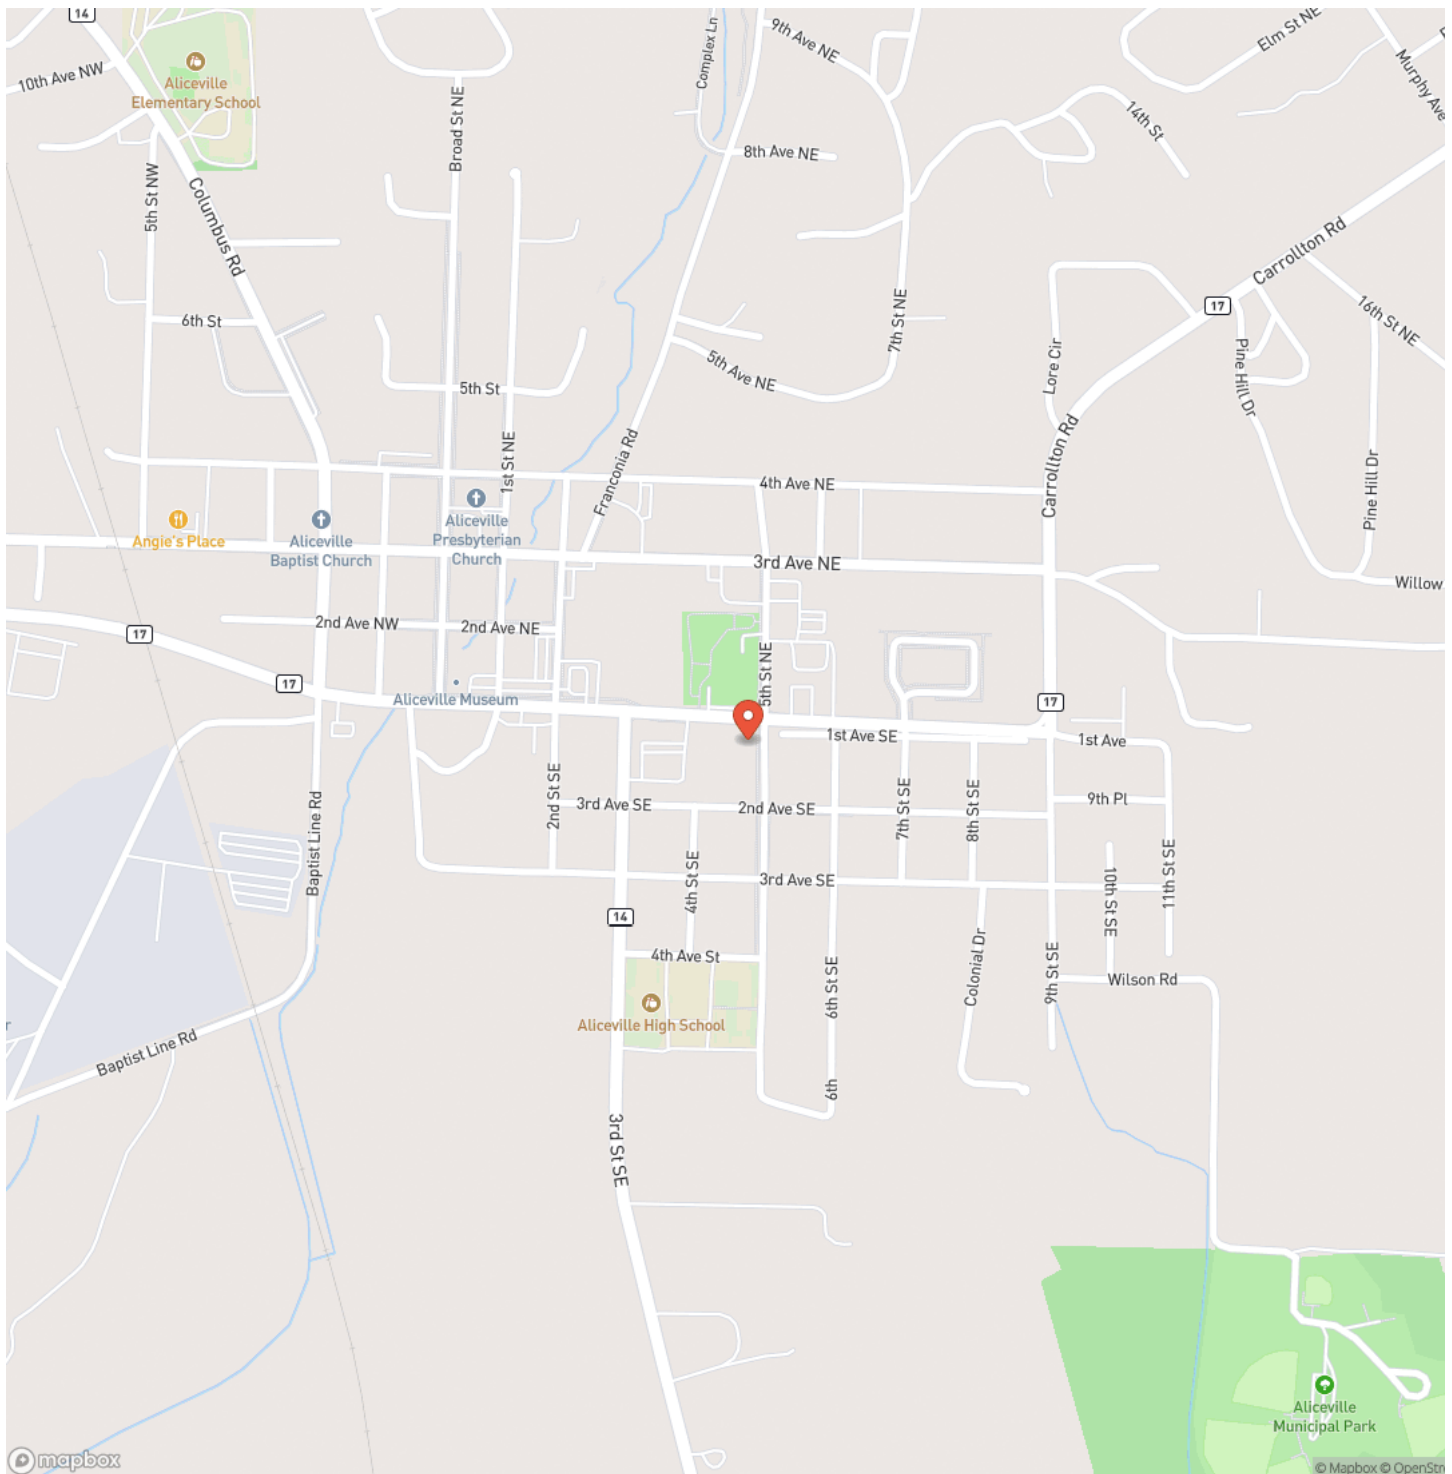 14
9th Ave NE
Elm St NE
Complex Ln
10th Ave NW
Aliceville
Elementary School
Murphy Ave
Broad St NE
14th St
8th Ave NE
5th St NW
Columbus Rd
Carrollton Rd
17
16th St NE
6th St
7th St NE
Lore Cir
Pine Hill Dr
5th Ave NE
5th St
1st St NE
Franconia Rd
Carrollton Rd
Pine Hill Dr
4th Ave NE
Angie's Place
Aliceville
Baptist Church
Aliceville
Presbyterian
Church
3rd Ave NE
Willow
2nd Ave NW
2nd Ave NE
17
5th St NE
17
Aliceville Museum
17
1st Ave SE
1st Ave
2nd St SE
3rd Ave SE
2nd Ave SE
7th St SE
8th St SE
9th Pl
Baptist Line Rd
4th St SE
3rd Ave SE
10th St SE
11th St SE
14
4th Ave St
6th St SE
Colonial Dr
9th St SE
Wilson Rd
Aliceville High School
Baptist Line Rd
6th
3rd St SE
Aliceville
Municipal Park
mapbox
© Mapbox © OpenStr